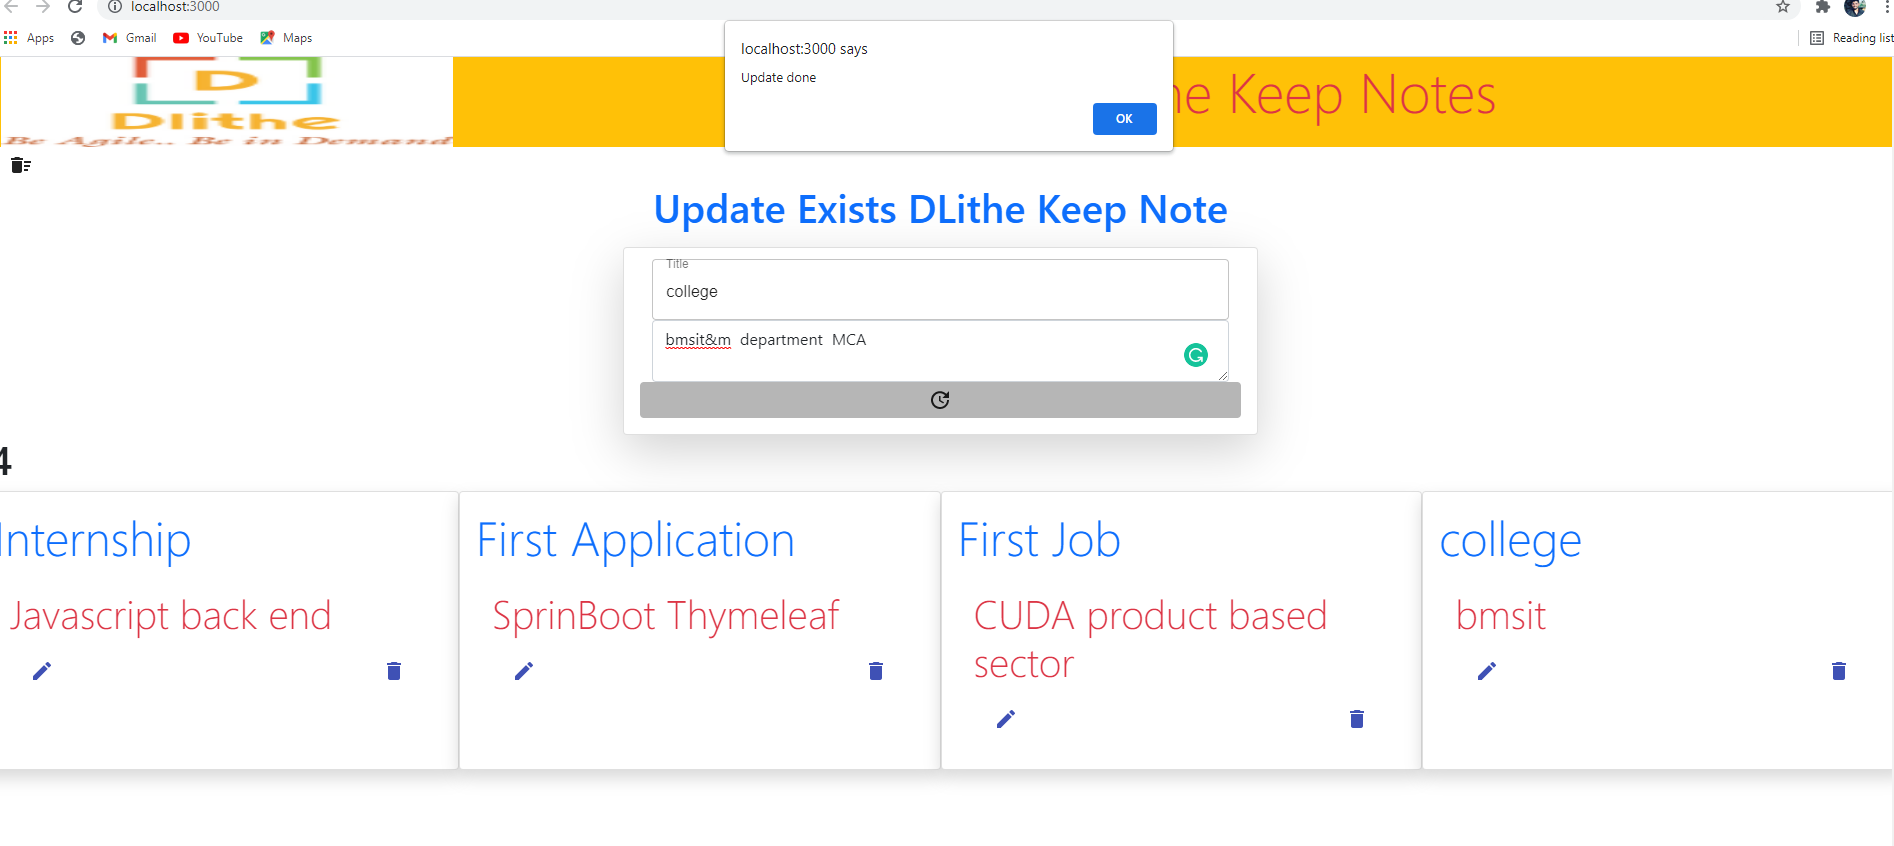 localhost:3000
Apps
Gmail
YouTube
Maps
Reading list
localhost:3000 says
Update done
OK
D
Dlithe
Be Agile.. Be in Demand
he Keep Notes
Update Exists DLithe Keep Note
Title
college
bmsit&m department MCA
4
Internship
First Application
First Job
college
Javascript back end
SprinBoot Thymeleaf
CUDA product based
sector
bmsit